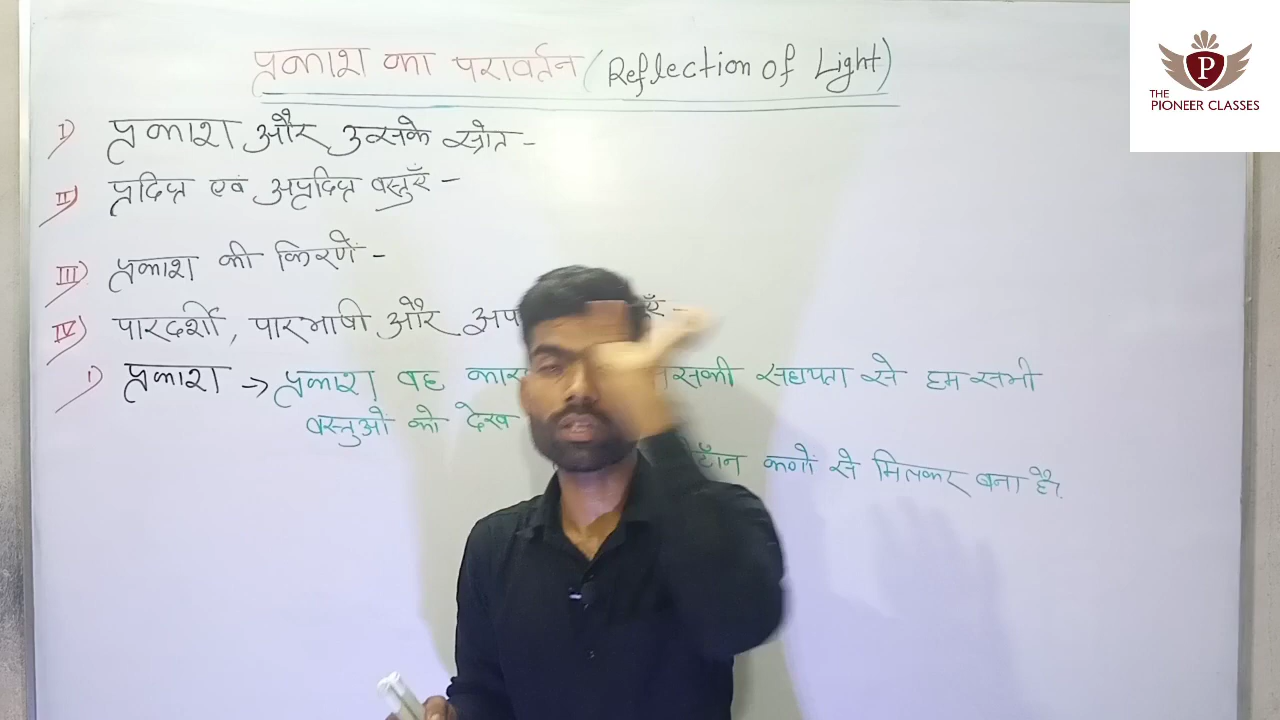 प्रकाश का परावर्तन (Reflection of Light)
I) प्रकाश और उसके स्रोत -
II) प्रदिप्त एवं अप्रदिप्त वस्तुएँ -
III) प्रकाश की किरणें -
IV) पारदर्शी, पारभाषी और
1) प्रकाश → प्रकाश वह सहायता से हम सभी
वस्तुओं को देख
कणों से मिलकर बना है।
P
THE
PIONEER CLASSES